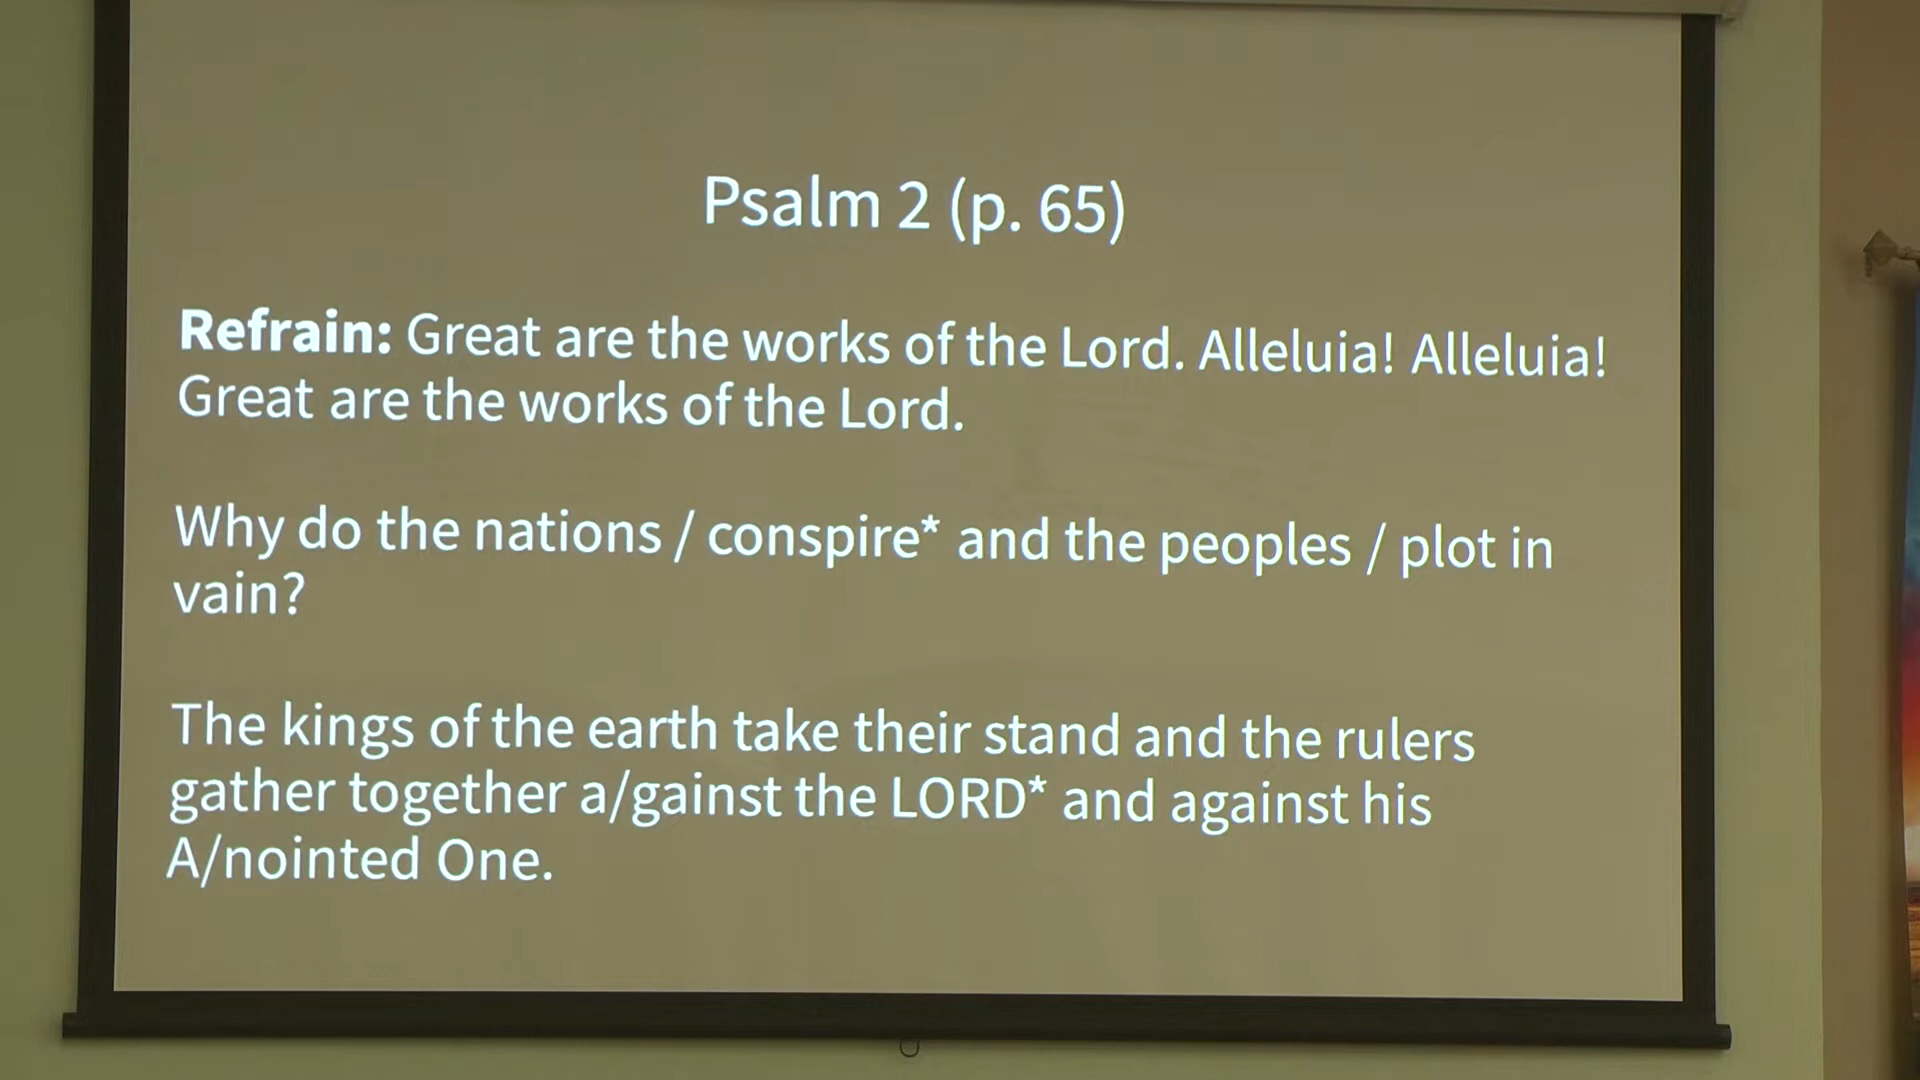 Psalm 2 (p. 65)
Refrain: Great are the works of the Lord. Alleluia! Alleluia!
Great are the works of the Lord.
Why do the nations / conspire* and the peoples / plot in
vain?
The kings of the earth take their stand and the rulers
gather together a/gainst the LORD* and against his
A/nointed One.